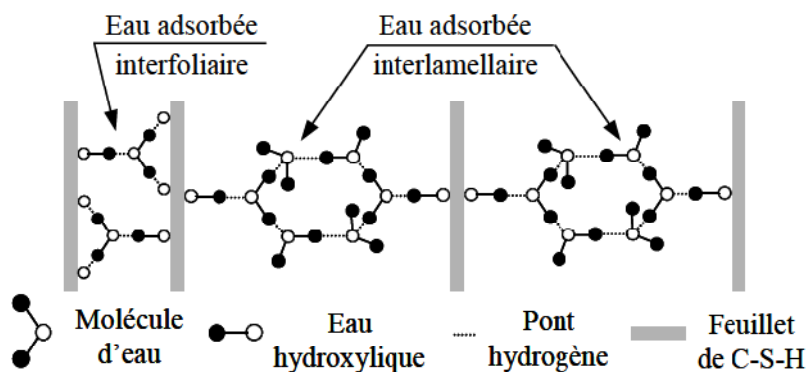 Eau adsorbée
interfoliaire
Eau adsorbée
interlamellaire
Molécule
d'eau
Eau
hydroxylique
Pont
hydrogène
Feuillet
de C-S-H